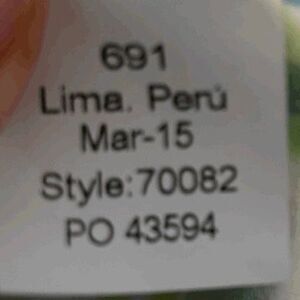 691
Lima. Perú
Mar-15
Style:70082
PO 43594